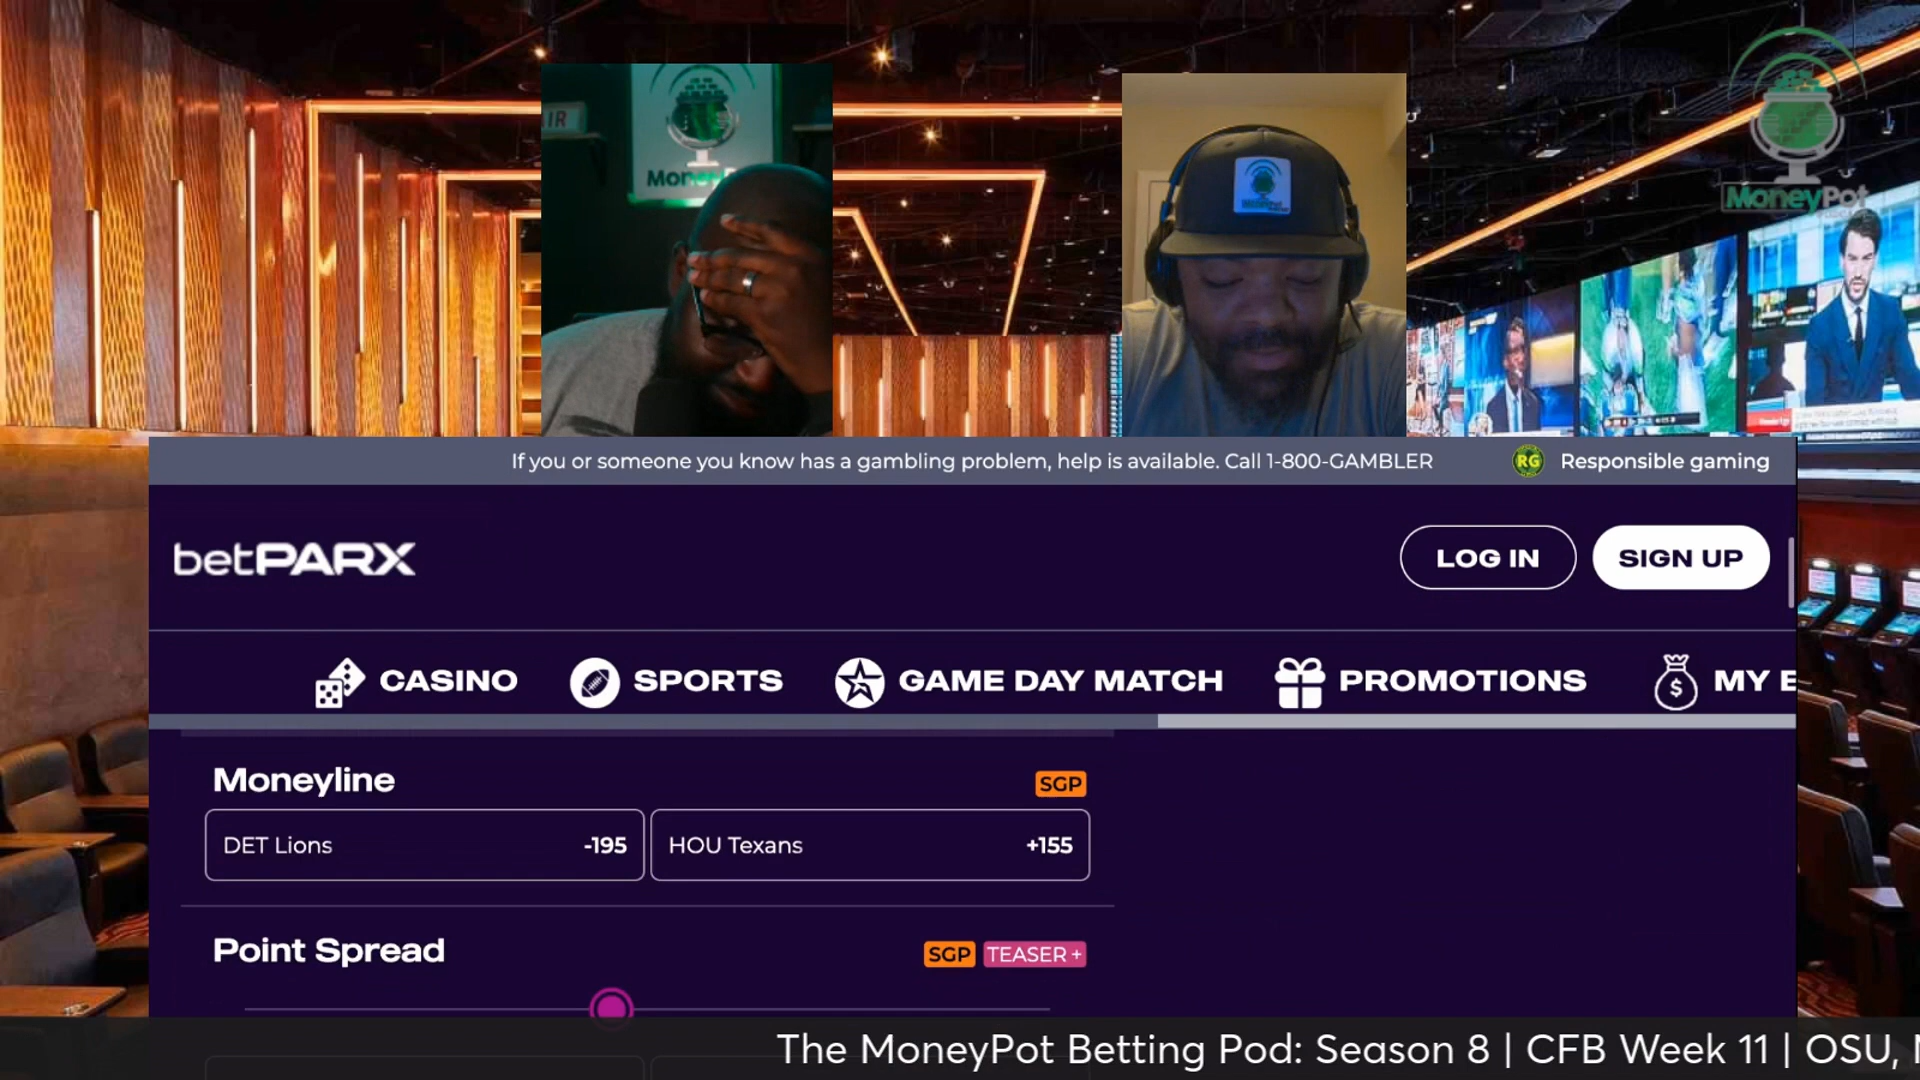 IR
MoneyP
MoneyPot
If you or someone you know has a gambling problem, help is available. Call 1-800-GAMBLER
RG
Responsible gaming
betPARX
LOG IN
SIGN UP
CASINO
SPORTS
GAME DAY MATCH
PROMOTIONS
$
MY E
Moneyline
SGP
DET Lions
-195
HOU Texans
+155
Point Spread
SGP
TEASER +
The MoneyPot Betting Pod: Season 8 | CFB Week 11 | OSU,